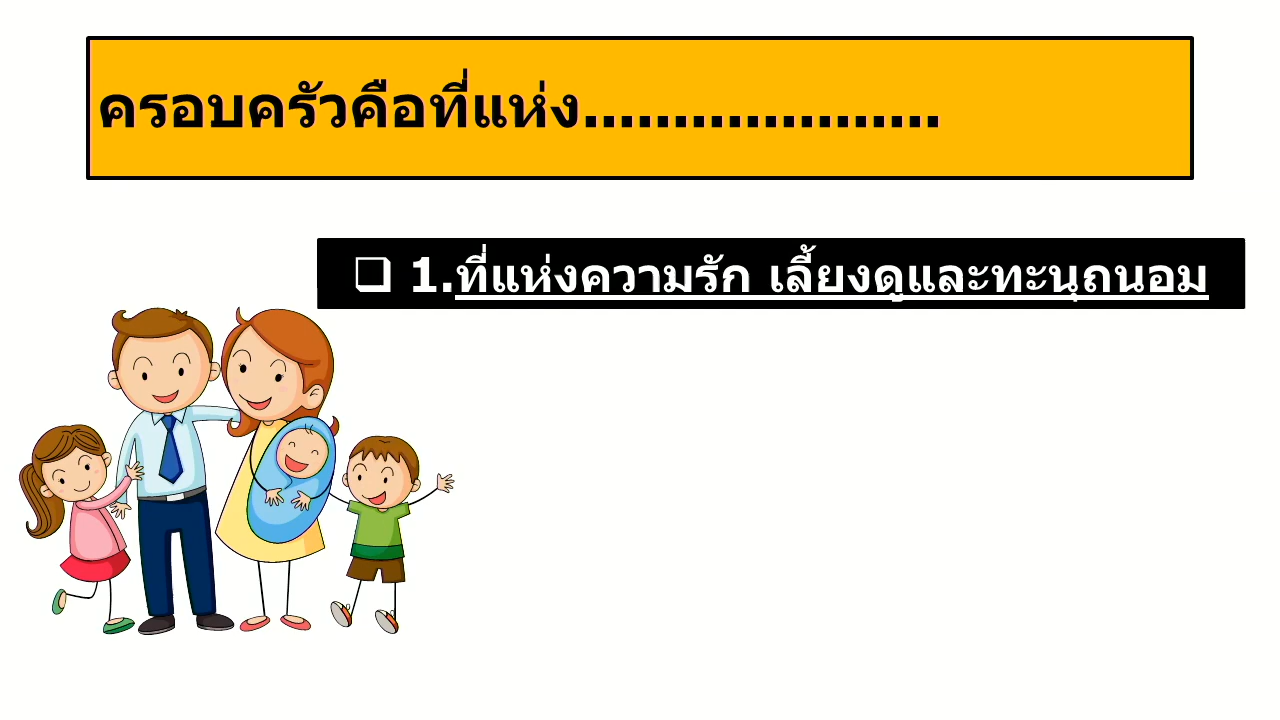 ครอบครัวคือที่แห่ง....................
❑ 1.ที่แห่งความรัก เลี้ยงดูและทะนุถนอม